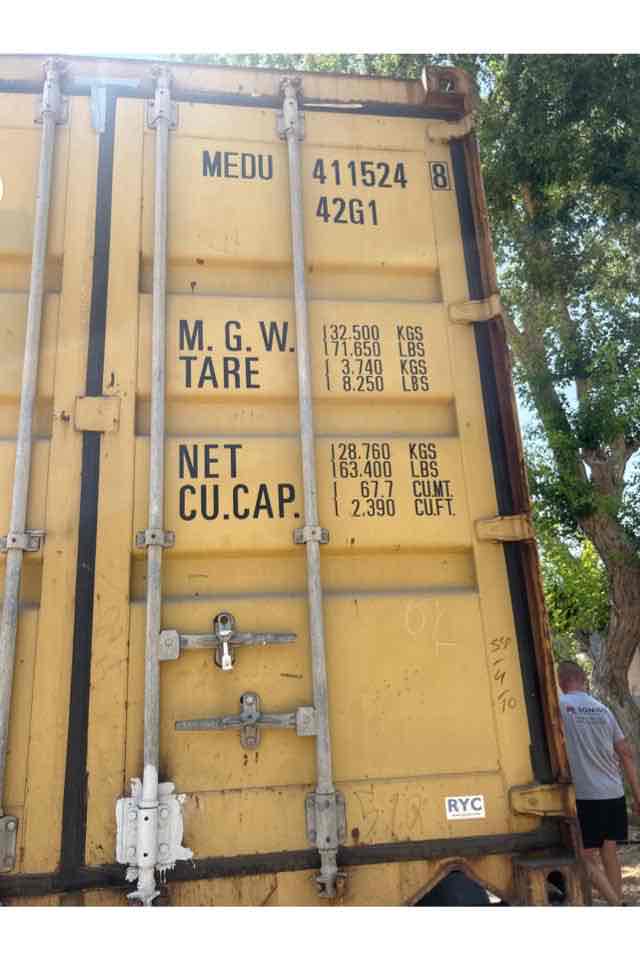 MEDU 411524 8
42G1
M. G. W. 32.500 KGS
71.650 LBS
TARE 3.740 KGS
8.250 LBS
NET 28.760 KGS
63.400 LBS
CU.CAP. 67.7 CU.MT.
2.390 CU.FT.
RYC